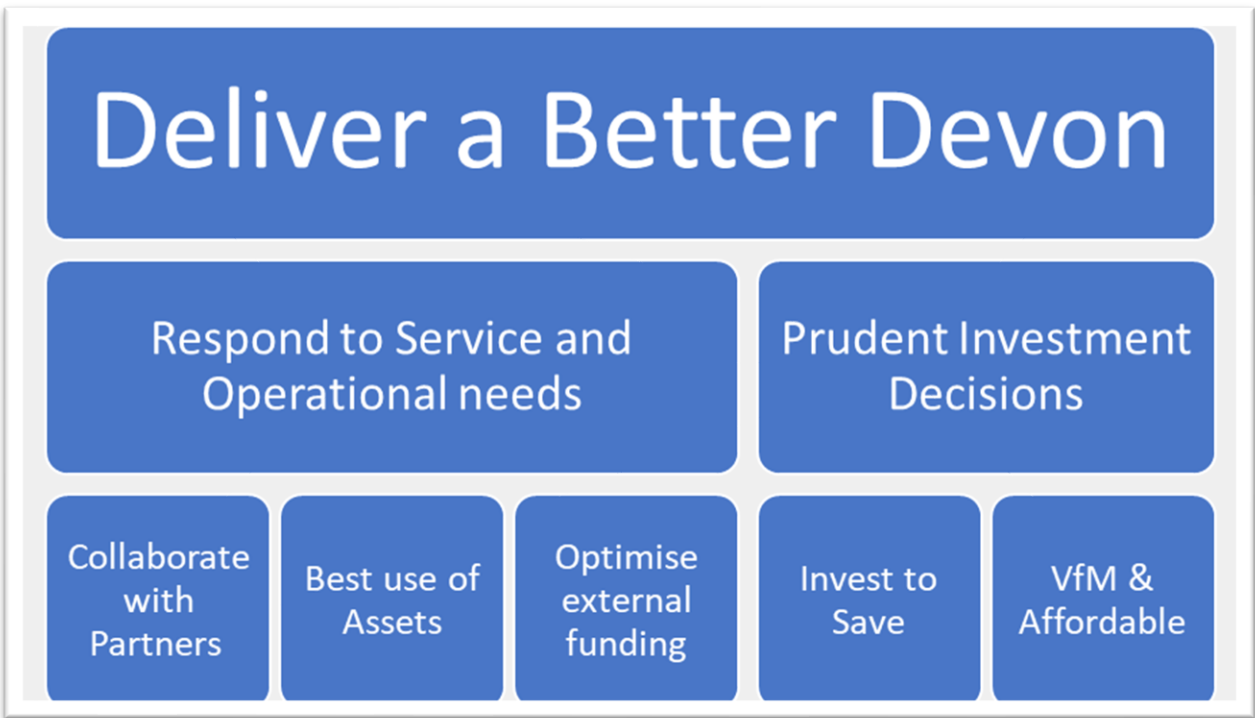 Deliver a Better Devon
Respond to Service and
Operational needs
Prudent Investment
Decisions
Collaborate
with
Partners
Best use of
Assets
Optimise
external
funding
Invest to
Save
VfM &
Affordable